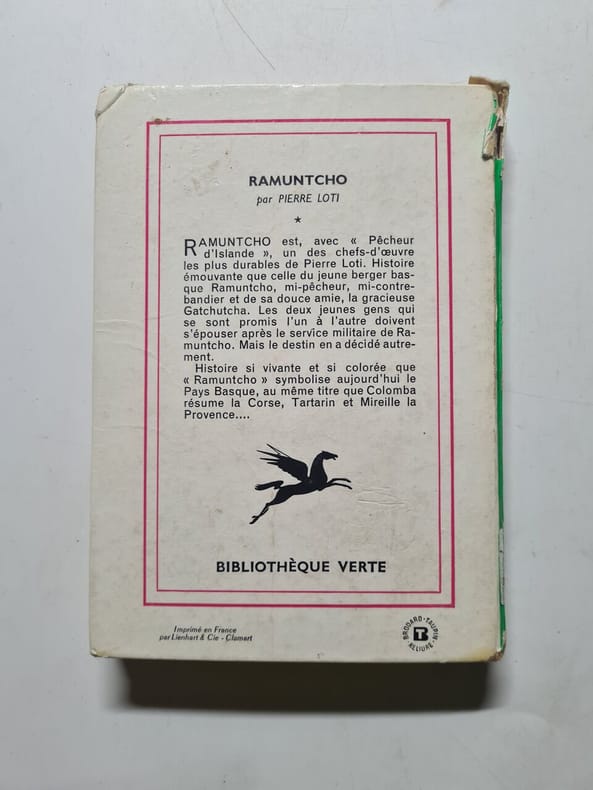 RAMUNTCHO
par PIERRE LOTI
★
RAMUNTCHO est, avec « Pêcheur
d'Islande », un des chefs-d'œuvre
les plus durables de Pierre Loti. Histoire
émouvante que celle du jeune berger bas-
que Ramuntcho, mi-pêcheur, mi-contre-
bandier et de sa douce amie, la gracieuse
Gatchutcha. Les deux jeunes gens qui
se sont promis l'un à l'autre doivent
s'épouser après le service militaire de Ra-
muntcho. Mais le destin en a décidé autre-
ment.
Histoire si vivante et si colorée que
« Ramuntcho » symbolise aujourd'hui le
Pays Basque, au même titre que Colomba
résume la Corse, Tartarin et Mireille la
Provence....
BIBLIOTHÈQUE VERTE
Imprimé en France
par Lienhart & Cie - Clamart
BRODARD·TAUPIN
RELIURE
TB